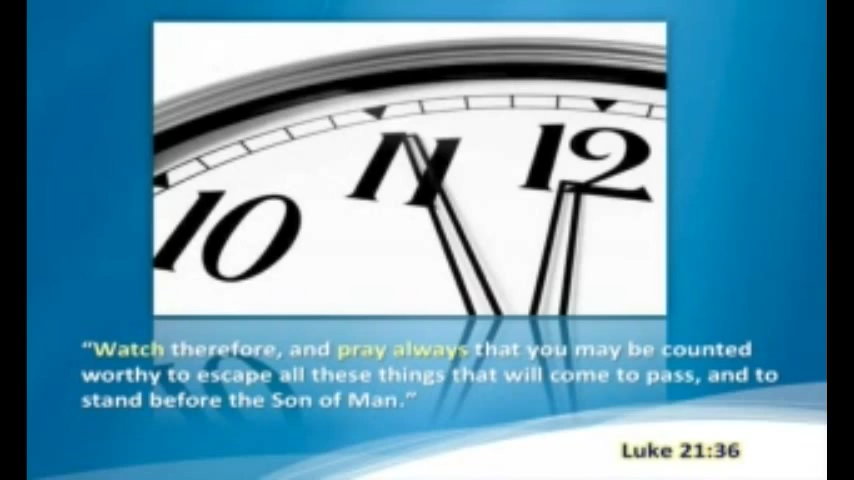 10 11 12
“Watch therefore, and pray always that you may be counted
worthy to escape all these things that will come to pass, and to
stand before the Son of Man.”
Luke 21:36